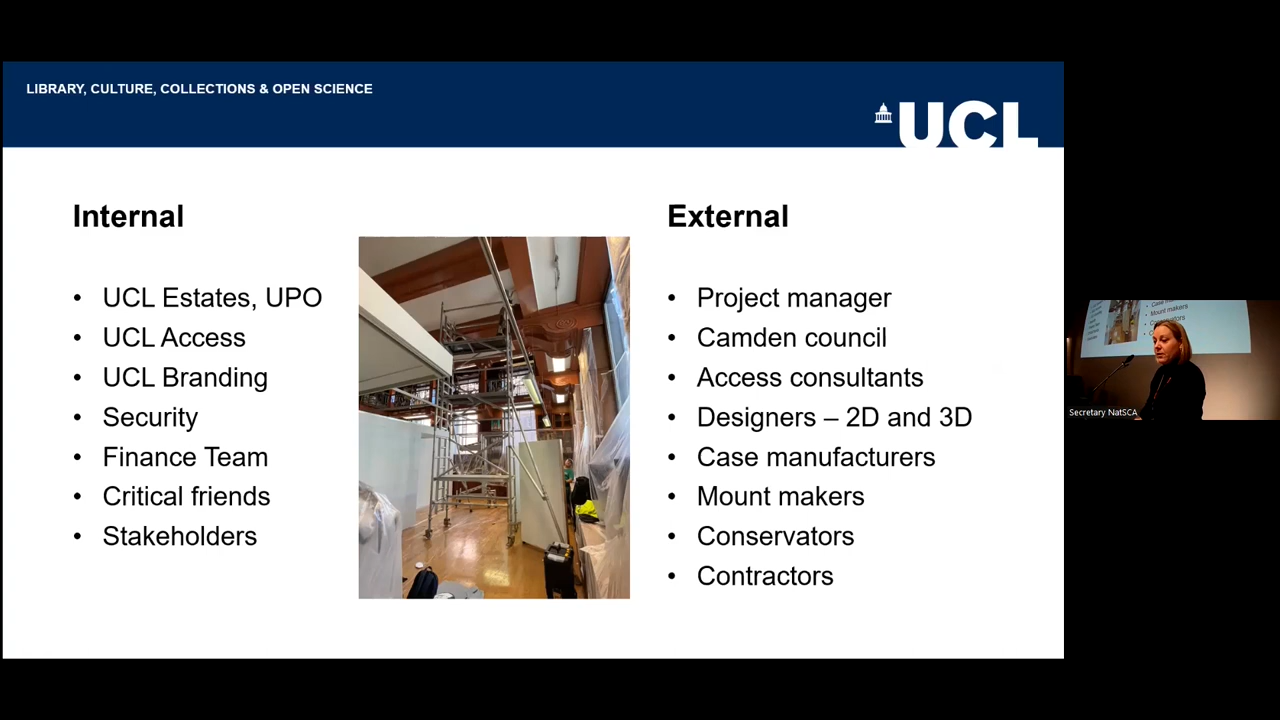 LIBRARY, CULTURE, COLLECTIONS & OPEN SCIENCE
UCL
Internal
• UCL Estates, UPO
• UCL Access
• UCL Branding
• Security
• Finance Team
• Critical friends
• Stakeholders
External
• Project manager
• Camden council
• Access consultants
• Designers – 2D and 3D
• Case manufacturers
• Mount makers
• Conservators
• Contractors
Mount makers
Secretary NatSCA